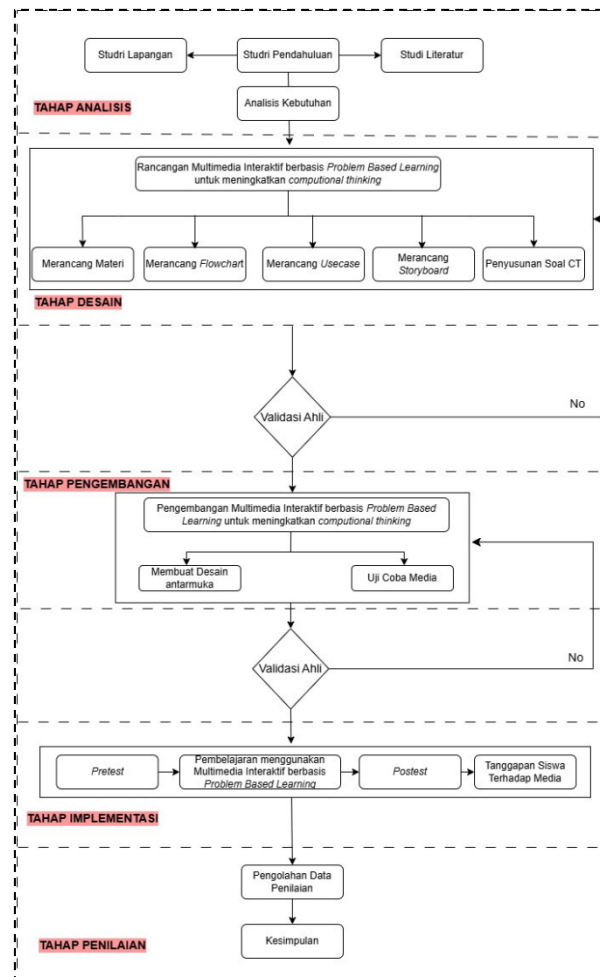 Studri Lapangan
Studri Pendahuluan
Studi Literatur
Analisis Kebutuhan
TAHAP ANALISIS
Rancangan Multimedia Interaktif berbasis Problem Based Learning
untuk meningkatkan computional thinking
Merancang Materi
Merancang Flowchart
Merancang Usecase
Merancang
Storyboard
Penyusunan Soal CT
TAHAP DESAIN
Validasi Ahli
No
TAHAP PENGEMBANGAN
Pengembangan Multimedia Interaktif berbasis Problem Based
Learning untuk meningkatkan computional thinking
Membuat Desain
antarmuka
Uji Coba Media
Validasi Ahli
No
Pretest
Pembelajaran menggunakan
Multimedia Interaktif berbasis
Problem Based Learning
Postest
Tanggapan Siswa
Terhadap Media
TAHAP IMPLEMENTASI
Pengolahan Data
Penilaian
Kesimpulan
TAHAP PENILAIAN